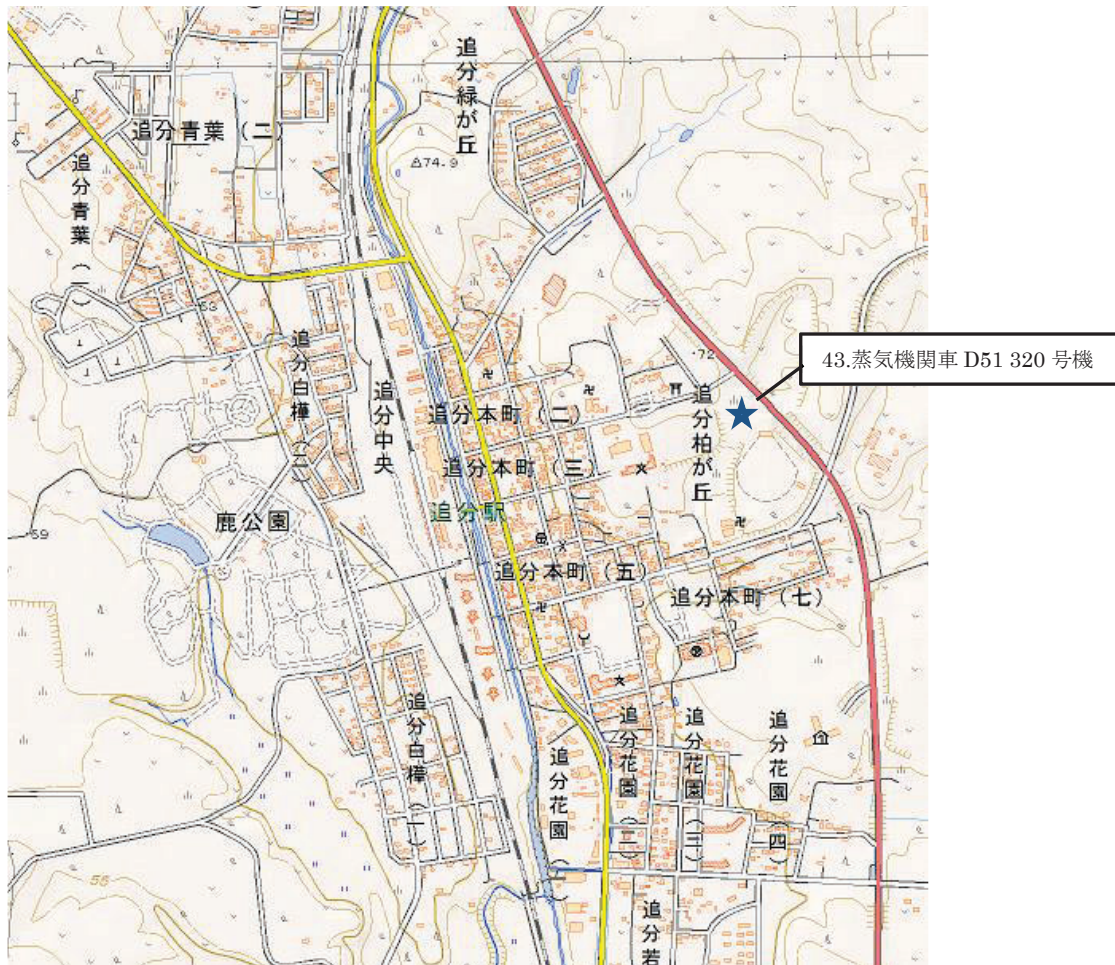 追分緑が丘
追分青葉（二）
74.9
追分青葉（一）
53
72
43.蒸気機関車 D51 320 号機
追分白樺（二）
追分中央
追分本町（二）
追分柏が丘
追分本町（三）
追分駅
鹿公園
59
追分本町（五）
追分本町（七）
追分白樺（一）
追分花園（一）
追分花園（二）
追分花園（三）
追分花園（四）
55
追分若